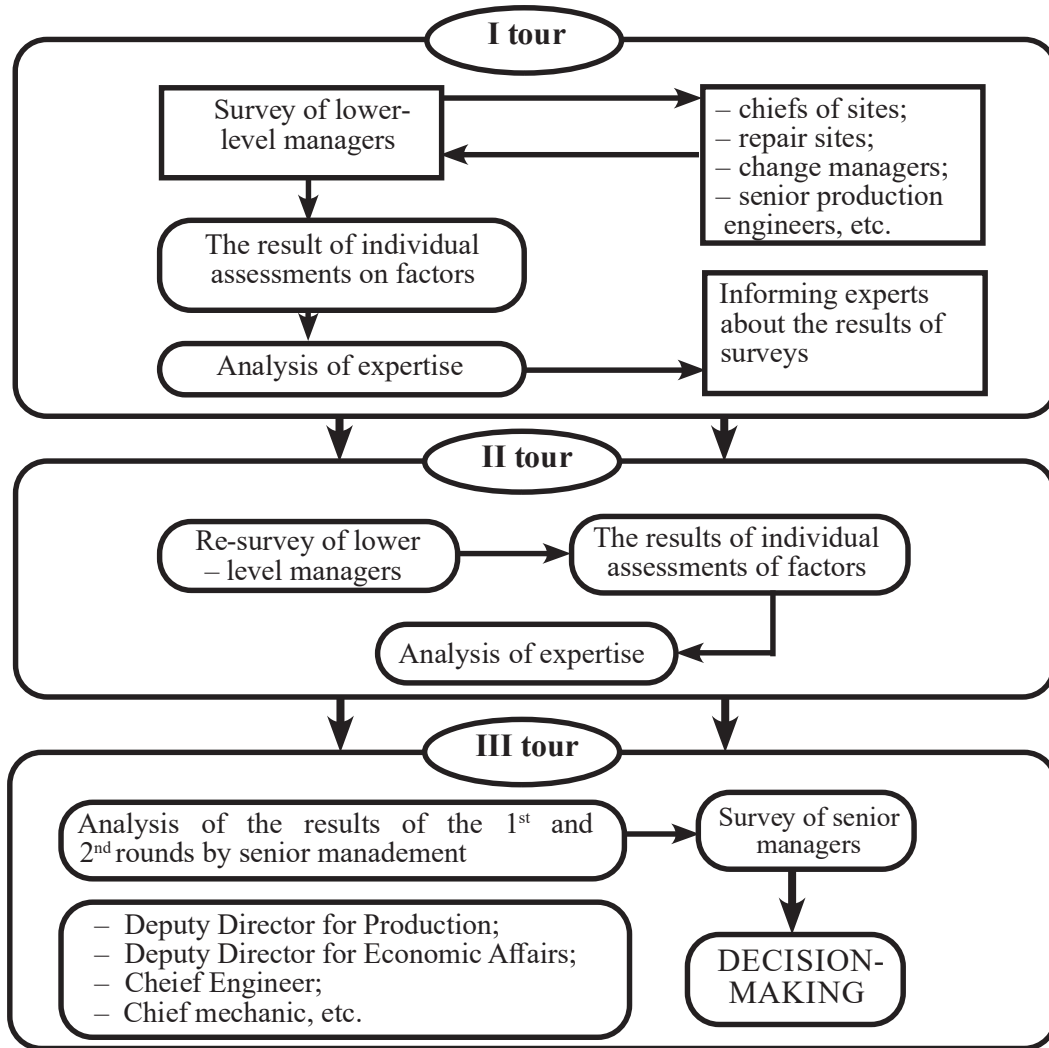 I tour
Survey of lower-
level managers
– chiefs of sites;
– repair sites;
– change managers;
– senior production
engineers, etc.
The result of individual
assessments on factors
Informing experts
about the results of
surveys
Analysis of expertise
II tour
Re-survey of lower
– level managers
The results of individual
assessments of factors
Analysis of expertise
III tour
Analysis of the results of the 1st and
2nd rounds by senior manadement
Survey of senior
managers
– Deputy Director for Production;
– Deputy Director for Economic Affairs;
– Cheief Engineer;
– Chief mechanic, etc.
DECISION-
MAKING